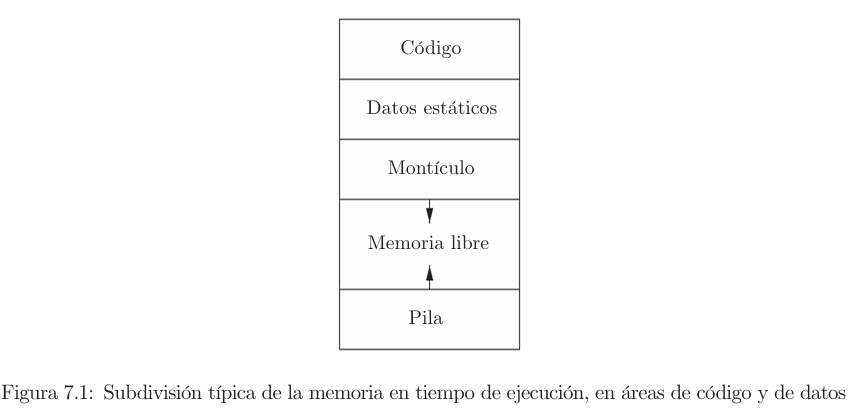 Código
Datos estáticos
Montículo
Memoria libre
Pila
Figura 7.1: Subdivisión típica de la memoria en tiempo de ejecución, en áreas de código y de datos